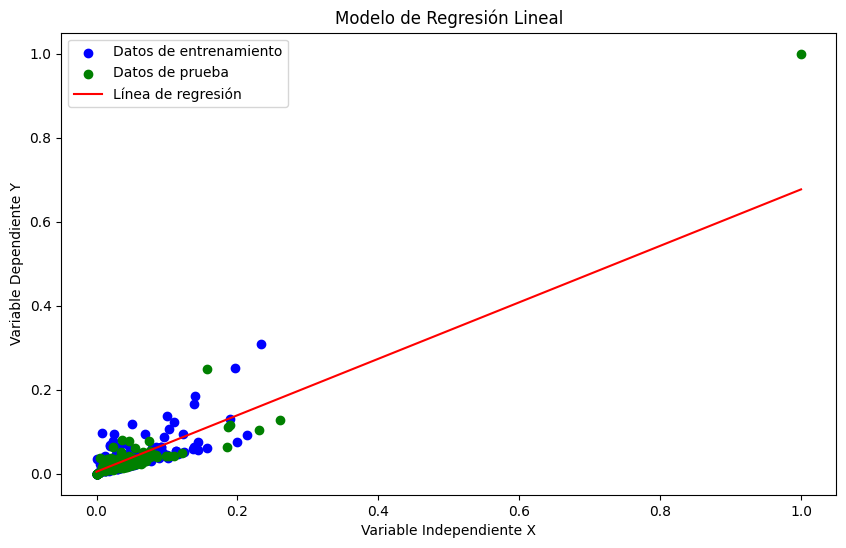 Modelo de Regresión Lineal
Datos de entrenamiento
Datos de prueba
Línea de regresión
Variable Dependiente Y
1.0
0.8
0.6
0.4
0.2
0.0
0.0 0.2 0.4 0.6 0.8 1.0
Variable Independiente X